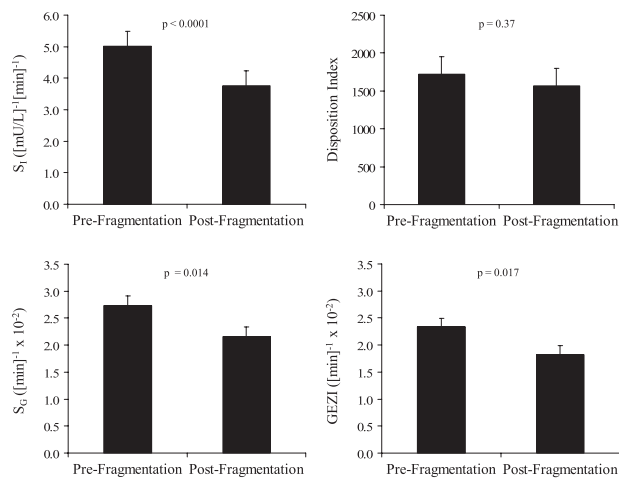 p < 0.0001
6.0
5.0
4.0
3.0
2.0
1.0
0.0
S_I ([mU/L]^-1[min]^-1)
Pre-Fragmentation Post-Fragmentation
p = 0.37
2500
2000
1500
1000
500
0
Disposition Index
Pre-Fragmentation Post-Fragmentation
p = 0.014
3.5
3.0
2.5
2.0
1.5
1.0
0.5
0.0
S_G ([min]^-1 x 10^-2)
Pre-Fragmentation Post-Fragmentation
p = 0.017
3.5
3.0
2.5
2.0
1.5
1.0
0.5
0.0
GEZI ([min]^-1 x 10^-2)
Pre-Fragmentation Post-Fragmentation